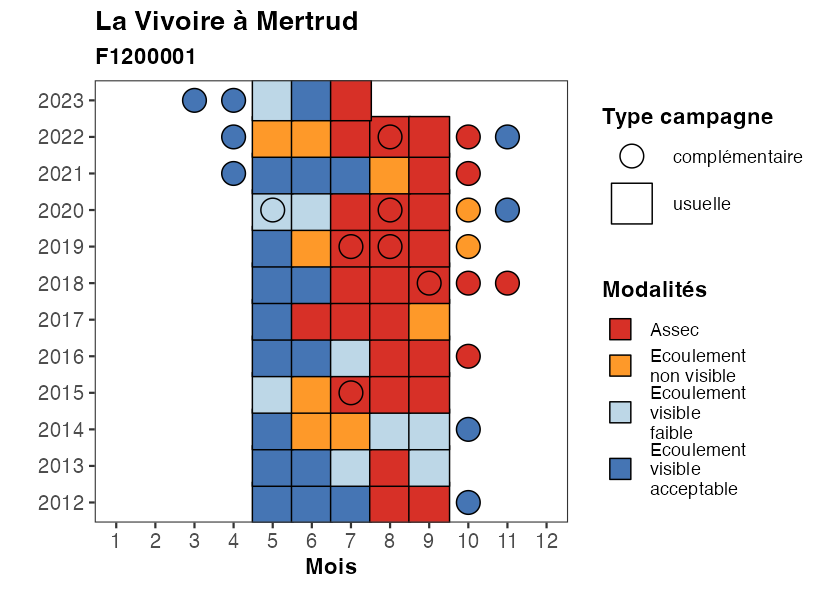 La Vivoire à Mertrud
F1200001
2023
2022
2021
2020
2019
2018
2017
2016
2015
2014
2013
2012
1 2 3 4 5 6 7 8 9 10 11 12
Mois
Type campagne
complémentaire
usuelle
Modalités
Assec
Ecoulement
non visible
Ecoulement
visible
faible
Ecoulement
visible
acceptable